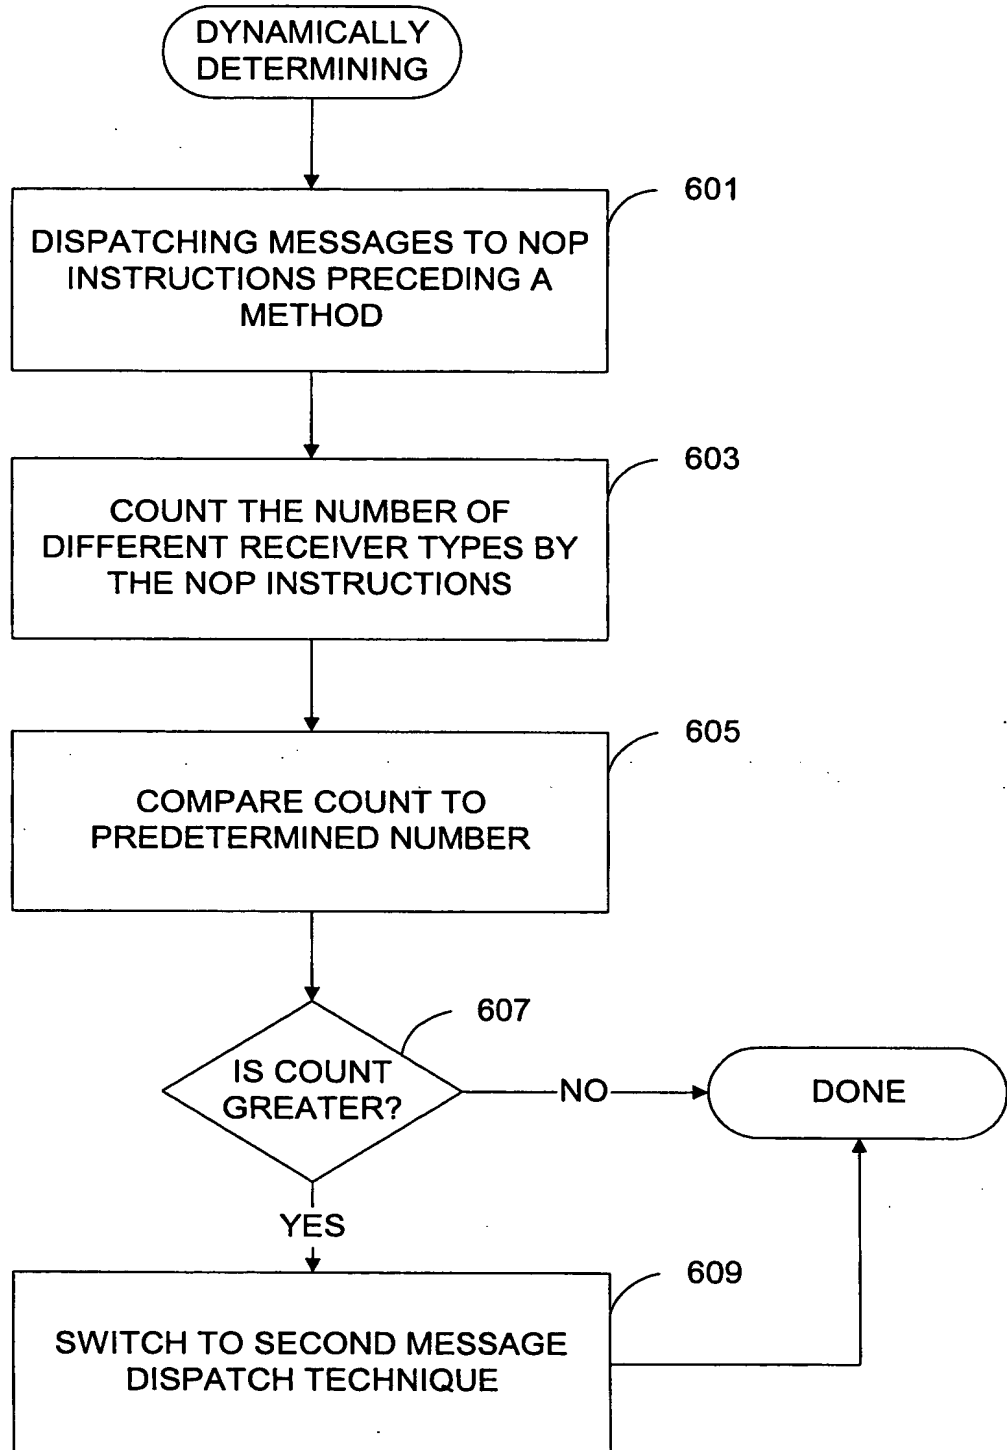 DYNAMICALLY
DETERMINING
601
DISPATCHING MESSAGES TO NOP
INSTRUCTIONS PRECEDING A
METHOD
603
COUNT THE NUMBER OF
DIFFERENT RECEIVER TYPES BY
THE NOP INSTRUCTIONS
605
COMPARE COUNT TO
PREDETERMINED NUMBER
607
IS COUNT
GREATER?
NO
DONE
YES
609
SWITCH TO SECOND MESSAGE
DISPATCH TECHNIQUE